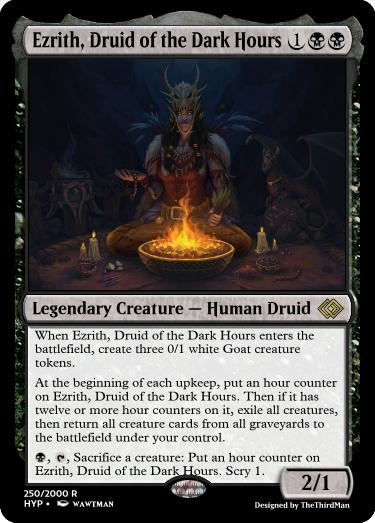 Ezrith, Druid of the Dark Hours 1
Legendary Creature — Human Druid
When Ezrith, Druid of the Dark Hours enters the
battlefield, create three 0/1 white Goat creature
tokens.
At the beginning of each upkeep, put an hour counter
on Ezrith, Druid of the Dark Hours. Then if it has
twelve or more hour counters on it, exile all creatures,
then return all creature cards from all graveyards to
the battlefield under your control.
, , Sacrifice a creature: Put an hour counter on
Ezrith, Druid of the Dark Hours. Scry 1.
2/1
250/2000 R
HYP • WAWTMAN
Designed by TheThirdMan